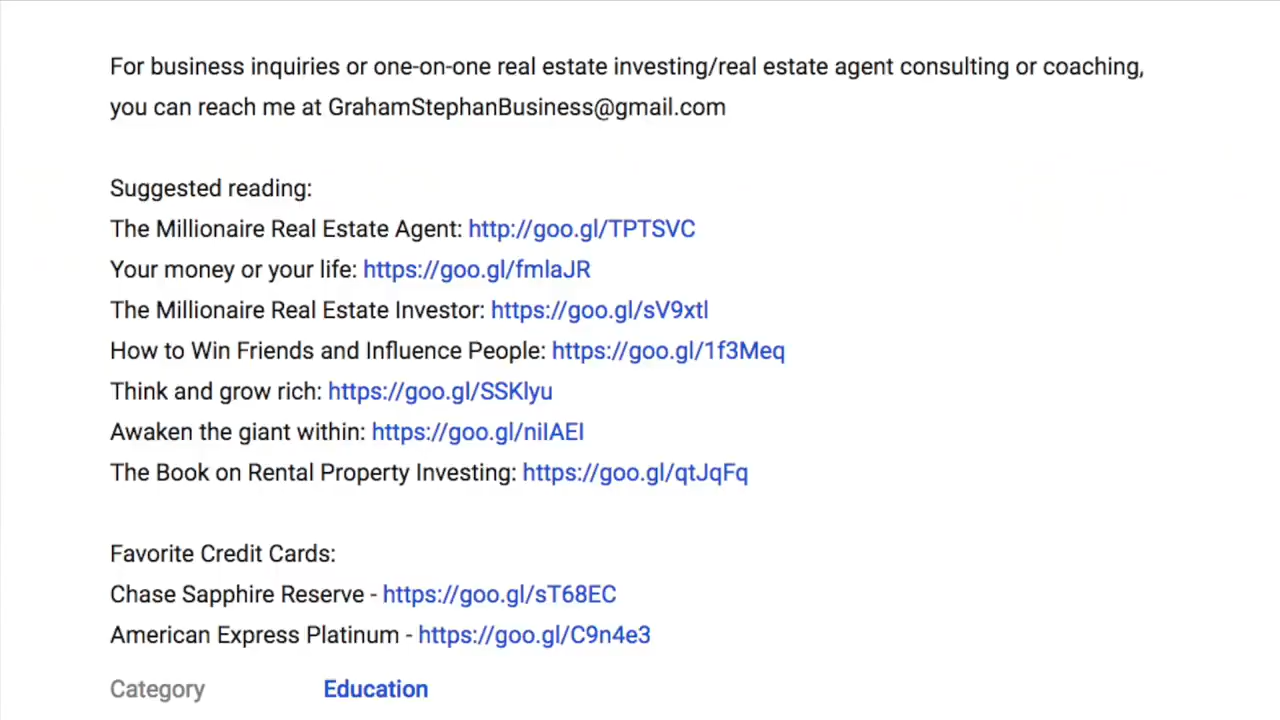 For business inquiries or one-on-one real estate investing/real estate agent consulting or coaching,
you can reach me at GrahamStephanBusiness@gmail.com
Suggested reading:
The Millionaire Real Estate Agent: http://goo.gl/TPTSVC
Your money or your life: https://goo.gl/fmlaJR
The Millionaire Real Estate Investor: https://goo.gl/sV9xtl
How to Win Friends and Influence People: https://goo.gl/1f3Meq
Think and grow rich: https://goo.gl/SSKlyu
Awaken the giant within: https://goo.gl/niIAEI
The Book on Rental Property Investing: https://goo.gl/qtJqFq
Favorite Credit Cards:
Chase Sapphire Reserve - https://goo.gl/sT68EC
American Express Platinum - https://goo.gl/C9n4e3
Category Education